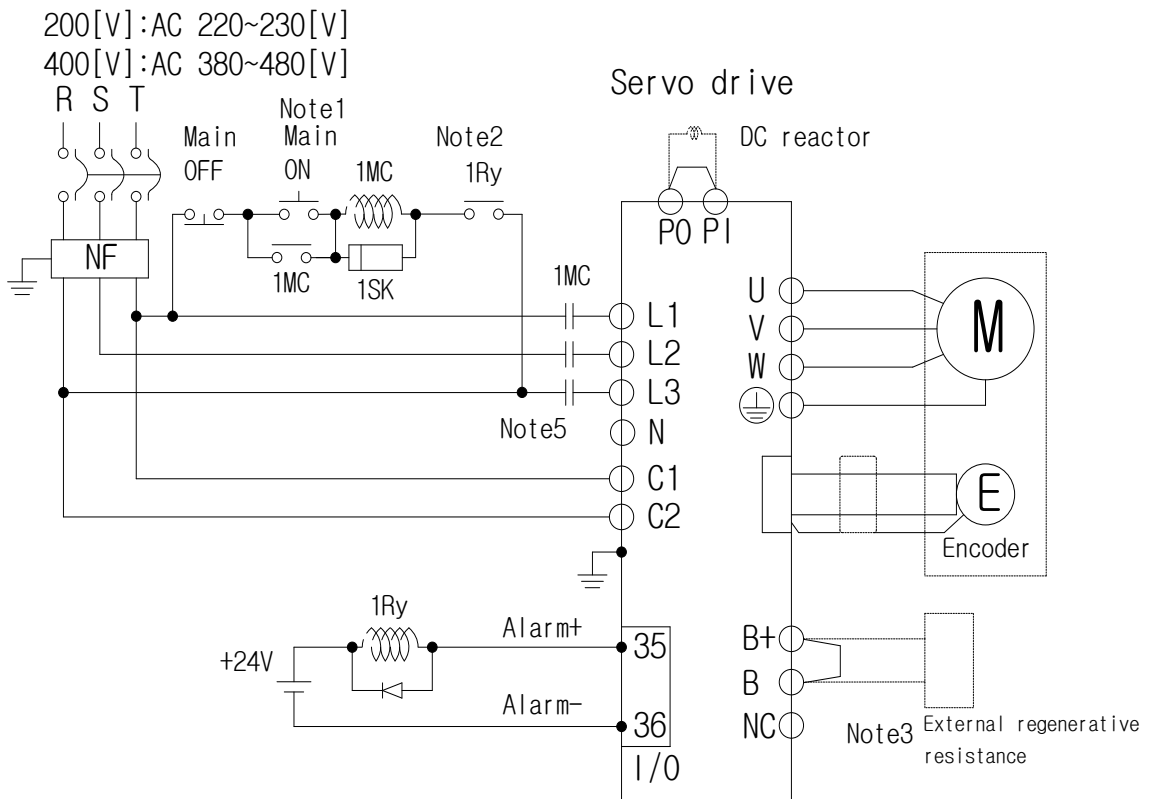 200[V]:AC 220~230[V]
400[V]:AC 380~480[V]
R S T
Servo drive
Note1
Main
OFF
Main
ON
1MC
Note2
1Ry
DC reactor
PO PI
NF
1MC
1SK
1MC
L1
L2
L3
Note5
N
C1
C2
U
V
W
M
E
Encoder
1Ry
+24V
Alarm+
35
Alarm-
36
I/O
B+
B
NC
Note3
External regenerative
resistance